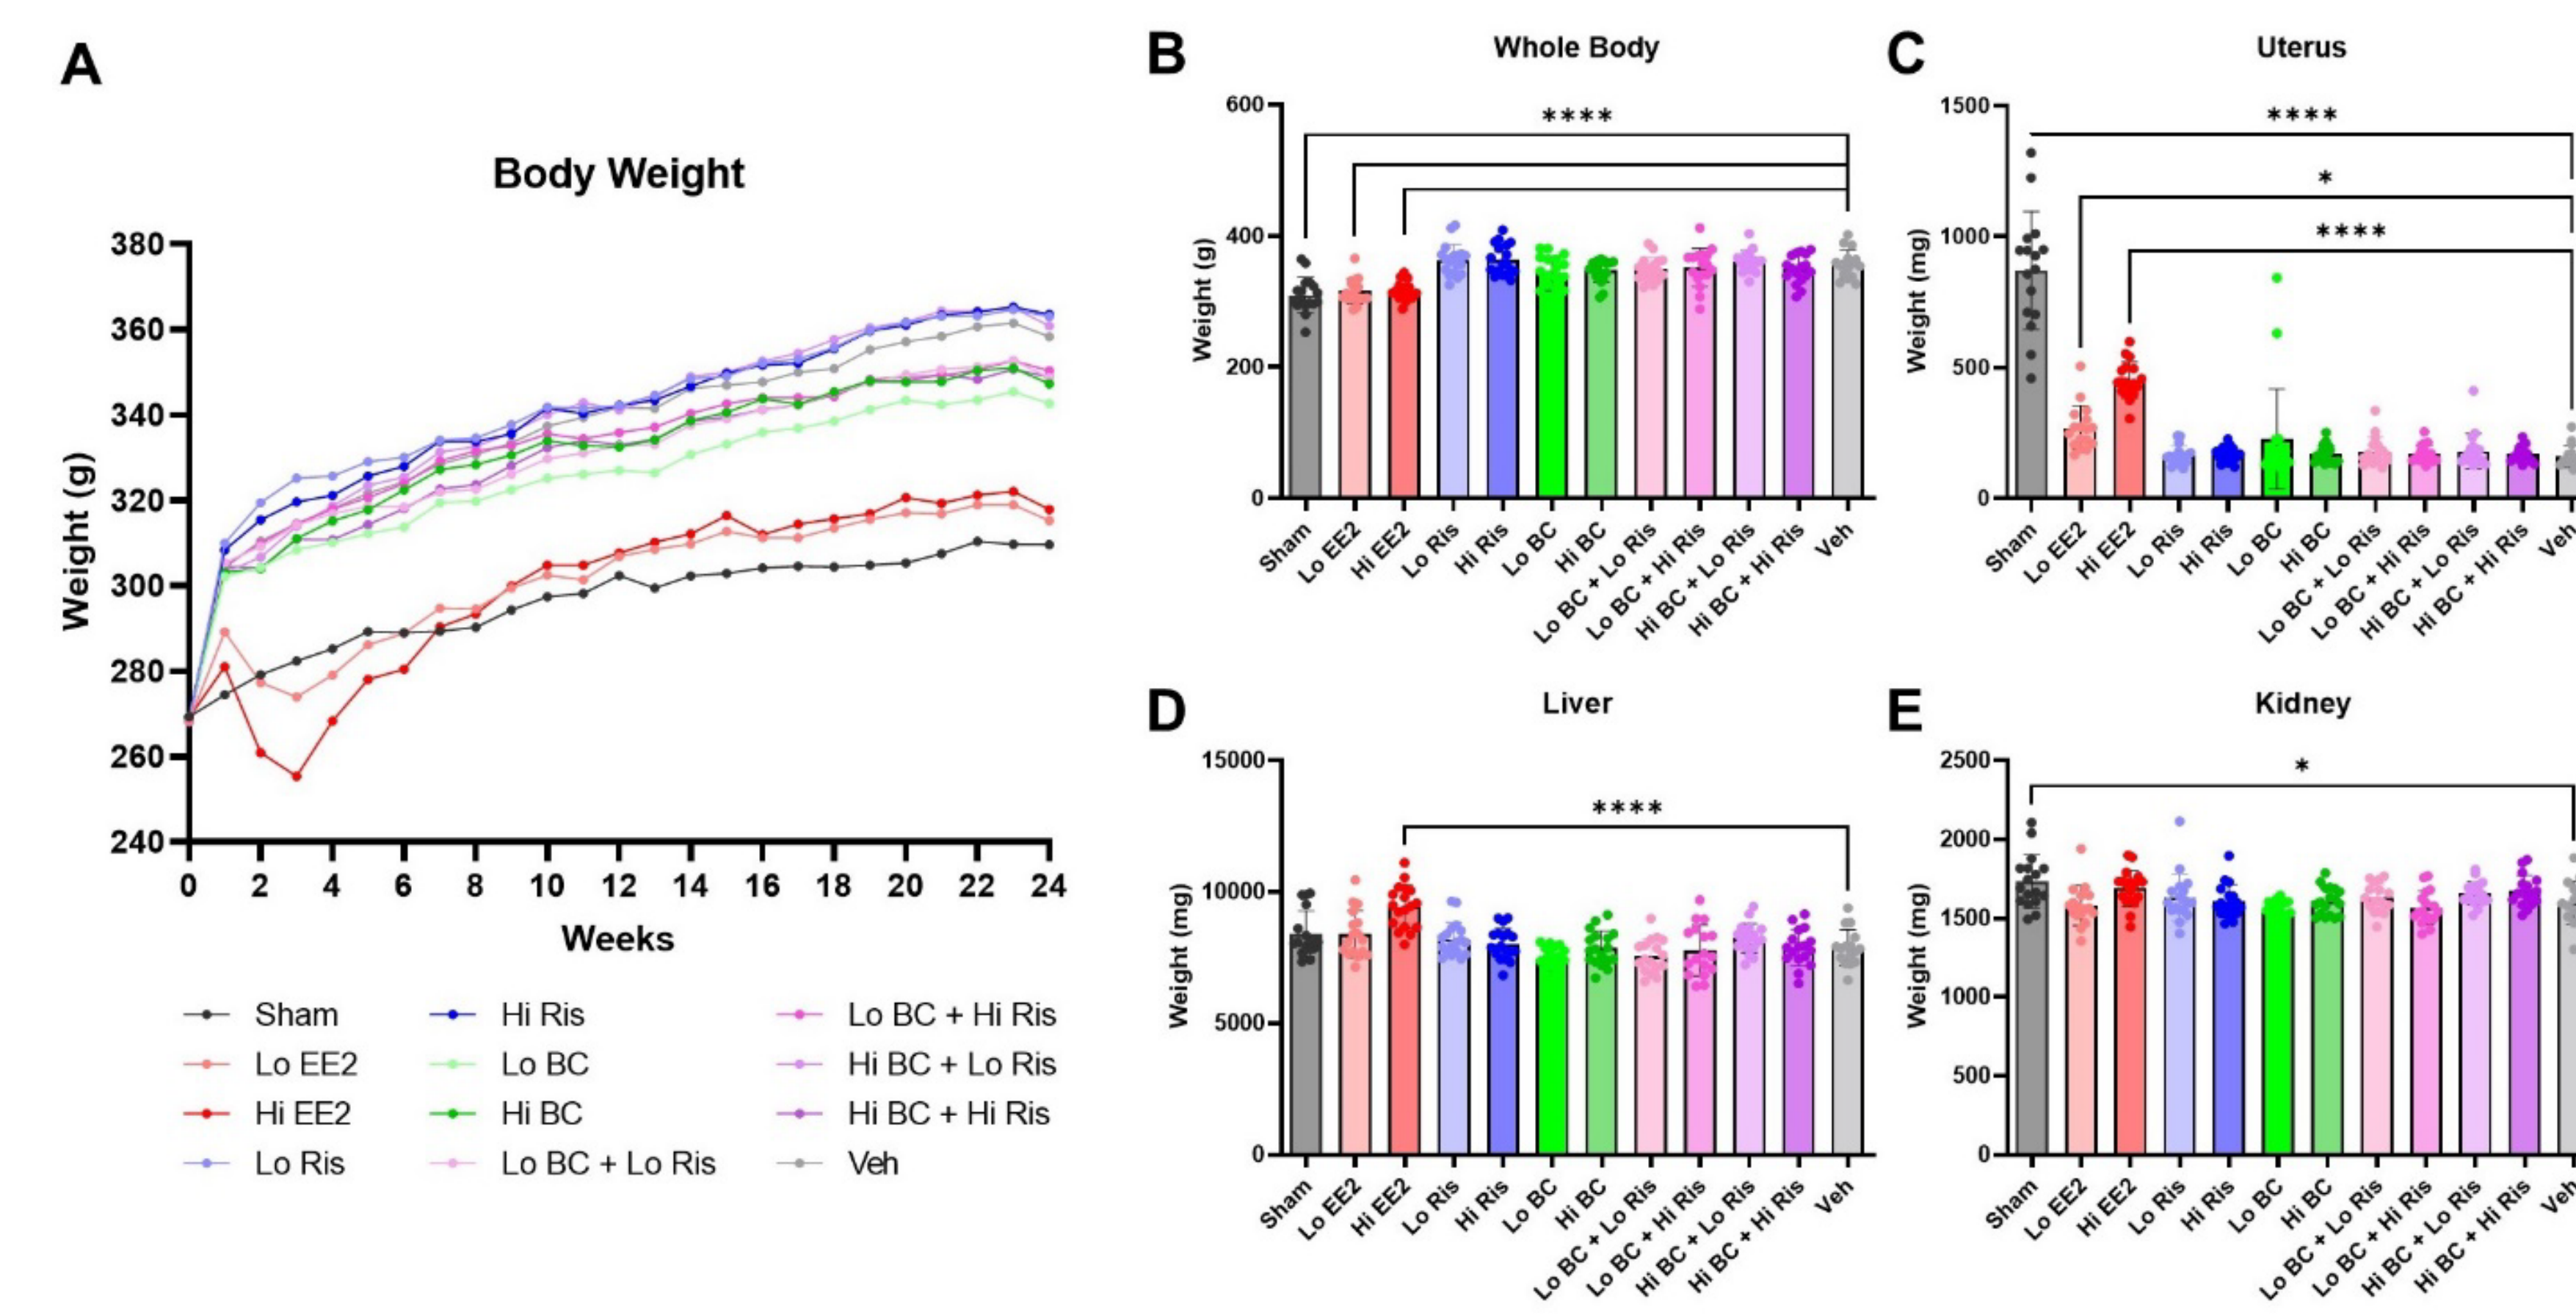 A
Body Weight
380
360
340
320
300
280
260
240
Weight (g)
0 2 4 6 8 10 12 14 16 18 20 22 24
Weeks
Sham
Lo EE2
Hi EE2
Lo Ris
Hi Ris
Lo BC
Hi BC
Lo BC + Lo Ris
Lo BC + Hi Ris
Hi BC + Lo Ris
Hi BC + Hi Ris
Veh
B
Whole Body
****
600
400
200
0
Weight (g)
Sham
Lo EE2
Hi EE2
Lo Ris
Hi Ris
Lo BC
Hi BC
Lo BC + Lo Ris
Lo BC + Hi Ris
Hi BC + Lo Ris
Hi BC + Hi Ris
Veh
C
Uterus
****
*
****
1500
1000
500
0
Weight (mg)
Sham
Lo EE2
Hi EE2
Lo Ris
Hi Ris
Lo BC
Hi BC
Lo BC + Lo Ris
Lo BC + Hi Ris
Hi BC + Lo Ris
Hi BC + Hi Ris
Veh
D
Liver
****
15000
10000
5000
0
Weight (mg)
Sham
Lo EE2
Hi EE2
Lo Ris
Hi Ris
Lo BC
Hi BC
Lo BC + Lo Ris
Lo BC + Hi Ris
Hi BC + Lo Ris
Hi BC + Hi Ris
Veh
E
Kidney
*
2500
2000
1500
1000
500
0
Weight (mg)
Sham
Lo EE2
Hi EE2
Lo Ris
Hi Ris
Lo BC
Hi BC
Lo BC + Lo Ris
Lo BC + Hi Ris
Hi BC + Lo Ris
Hi BC + Hi Ris
Veh